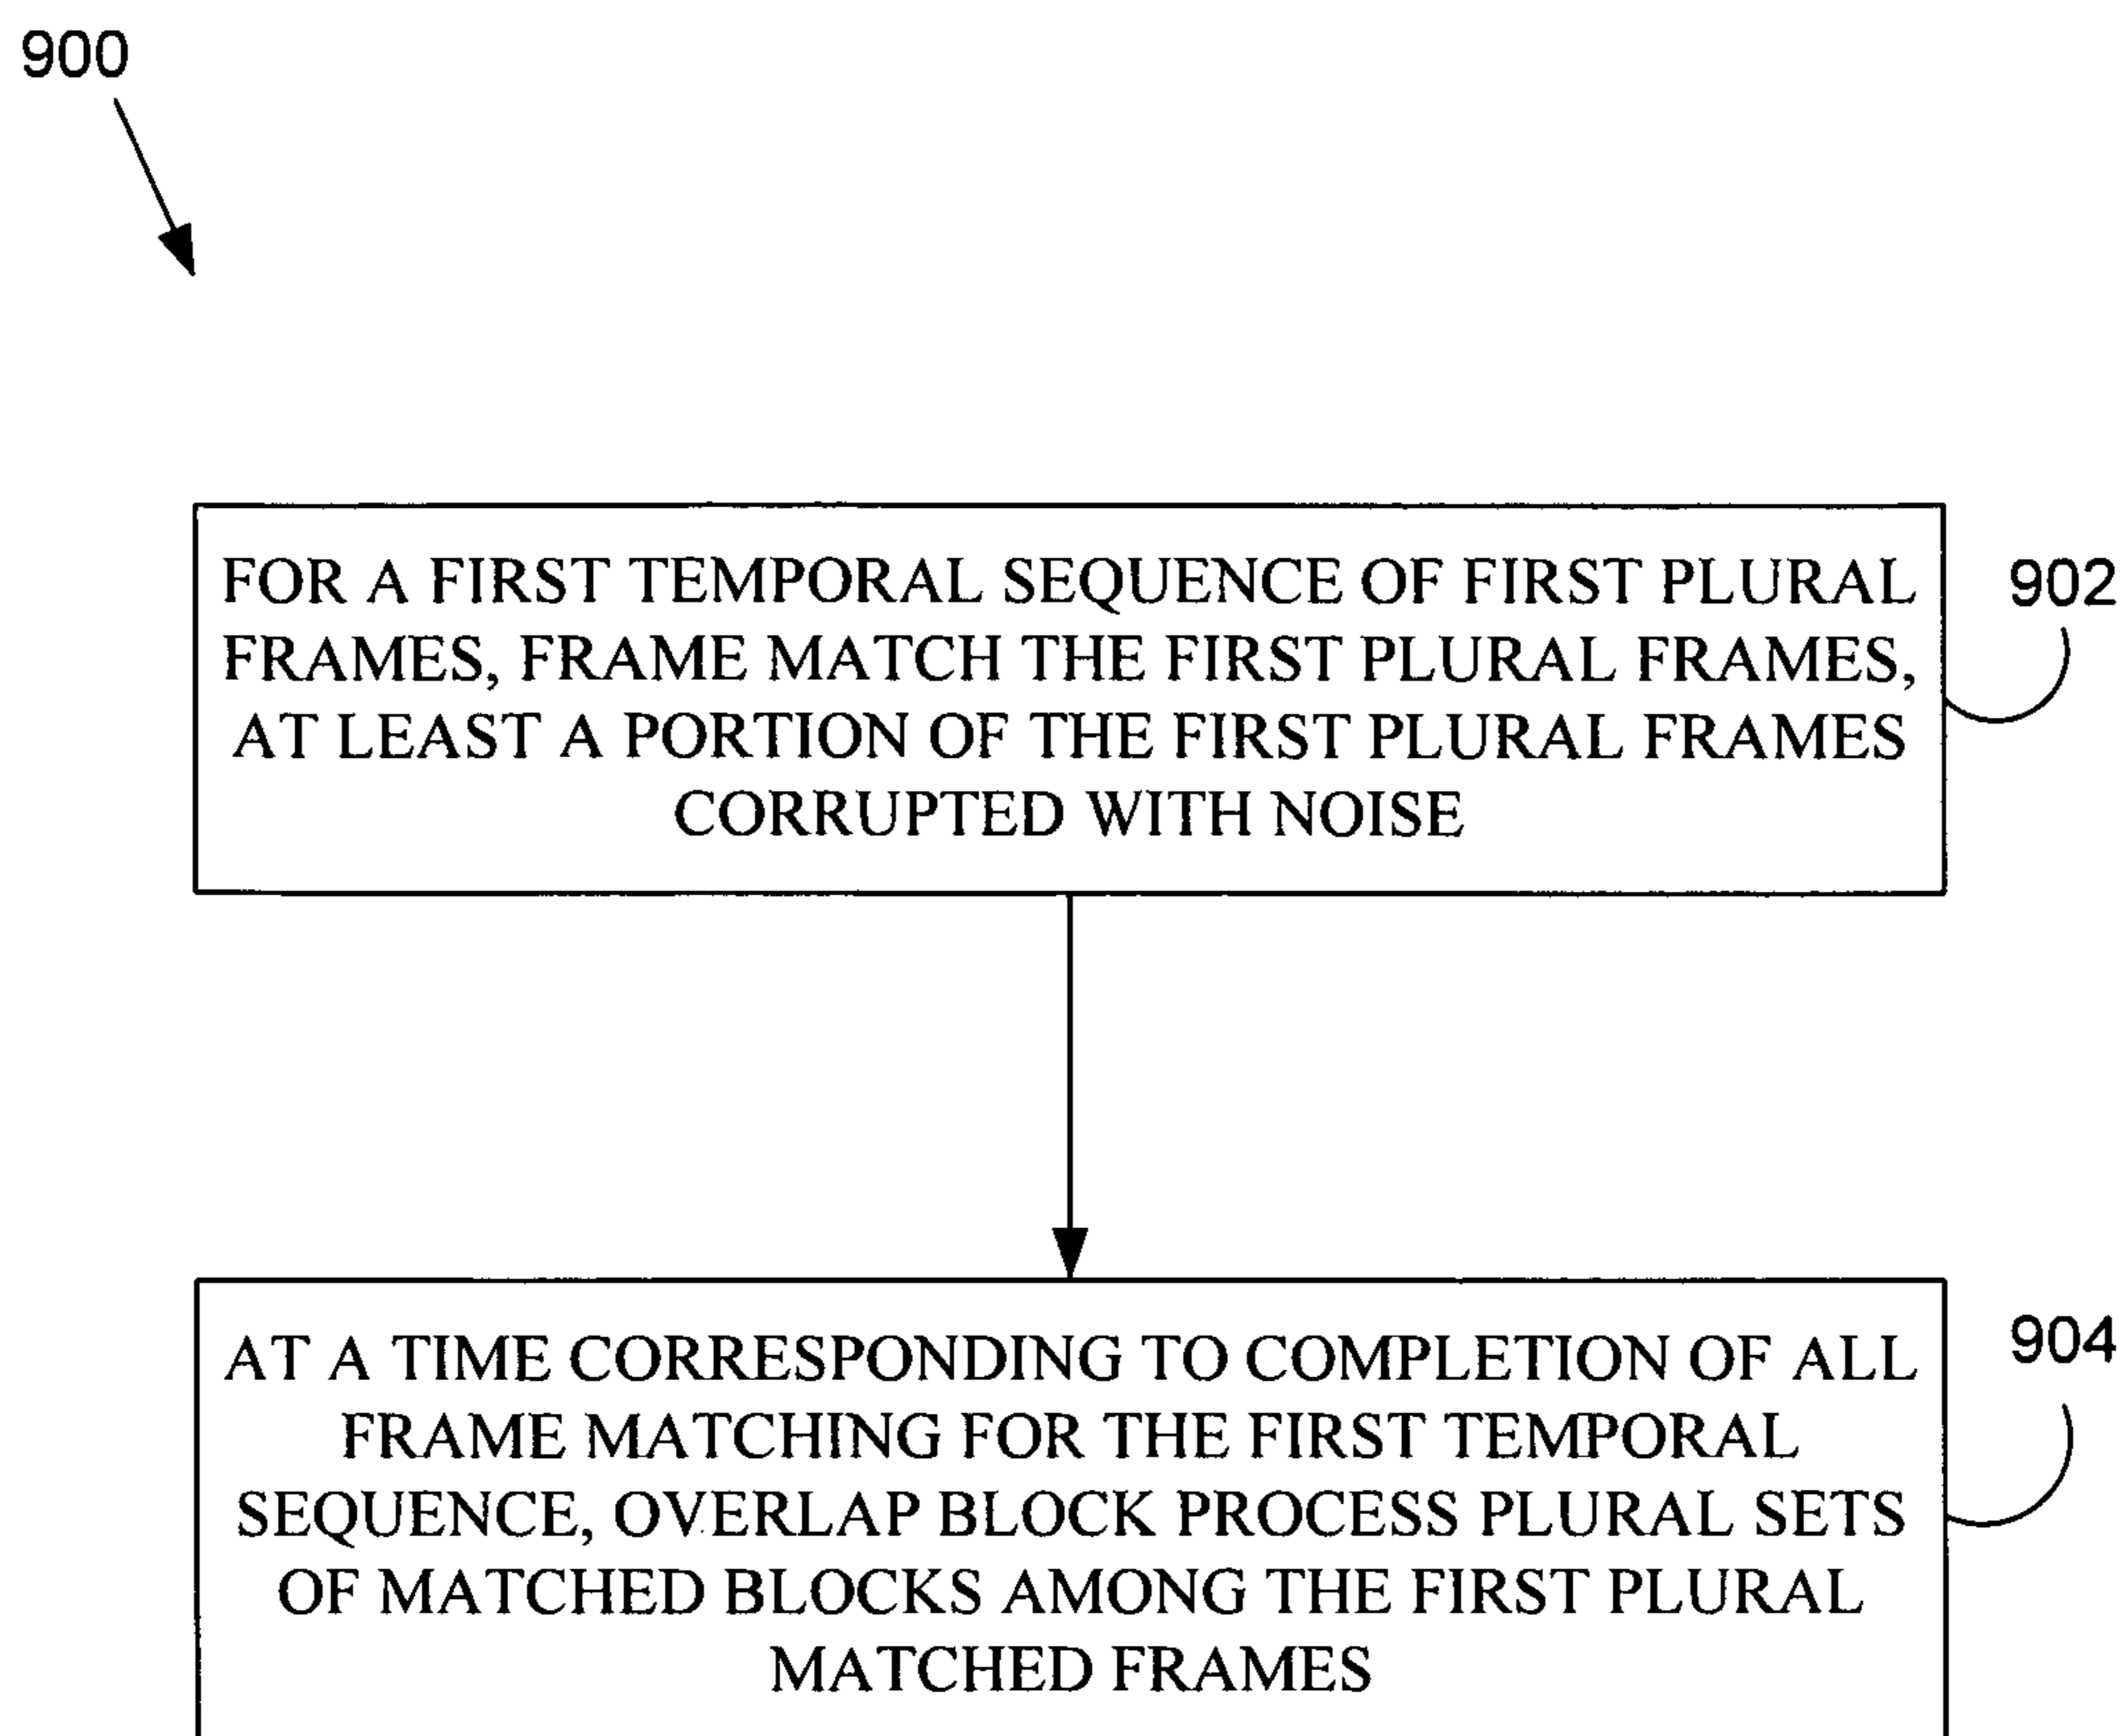 900
FOR A FIRST TEMPORAL SEQUENCE OF FIRST PLURAL
FRAMES, FRAME MATCH THE FIRST PLURAL FRAMES,
AT LEAST A PORTION OF THE FIRST PLURAL FRAMES
CORRUPTED WITH NOISE
902
AT A TIME CORRESPONDING TO COMPLETION OF ALL
FRAME MATCHING FOR THE FIRST TEMPORAL
SEQUENCE, OVERLAP BLOCK PROCESS PLURAL SETS
OF MATCHED BLOCKS AMONG THE FIRST PLURAL
MATCHED FRAMES
904